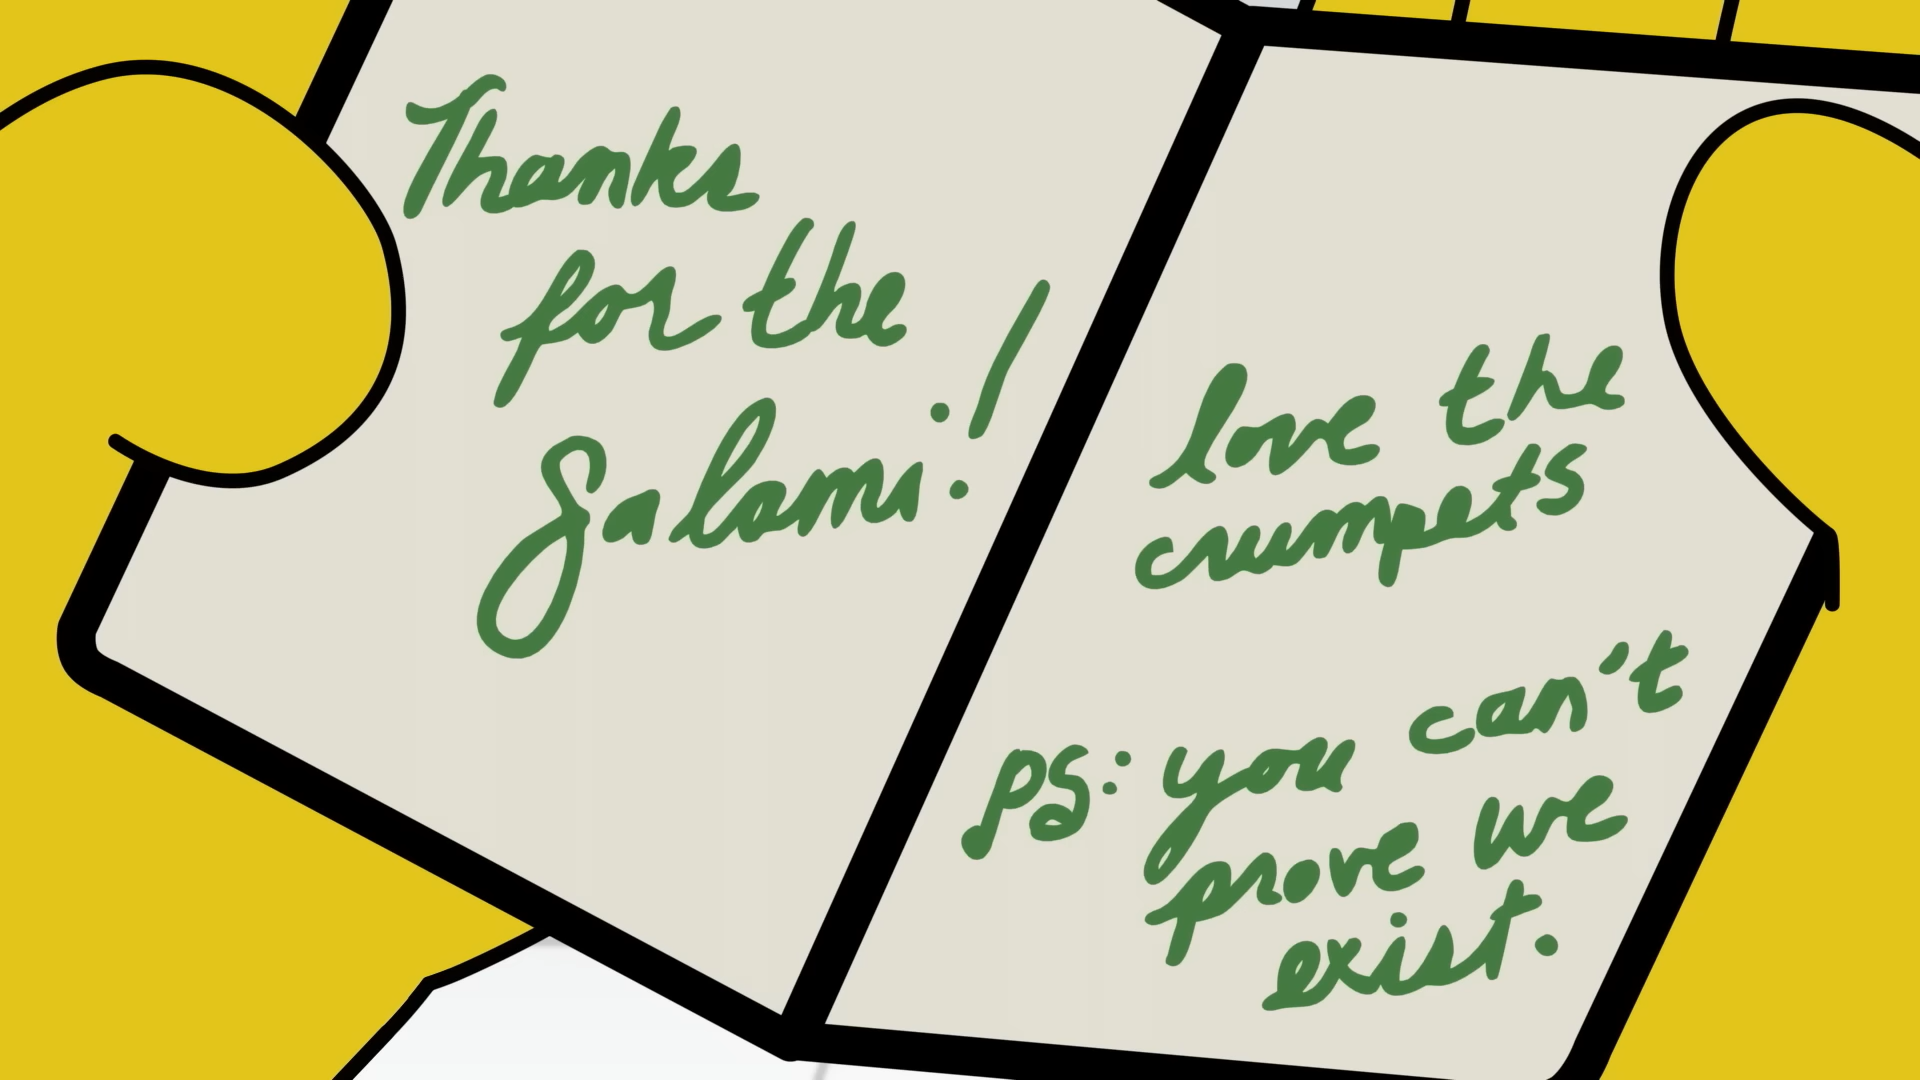 Thanks
for the
Salami!
love the
crumpets
PS: you can't
prove we
exist.